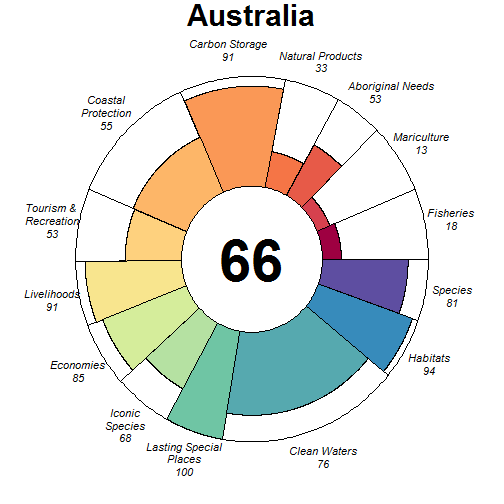 Australia
Carbon Storage
91
Natural Products
33
Aboriginal Needs
53
Mariculture
13
Fisheries
18
Species
81
Habitats
94
Clean Waters
76
Lasting Special
Places
100
Iconic
Species
68
Economies
85
Livelihoods
91
Tourism &
Recreation
53
Coastal
Protection
55
66